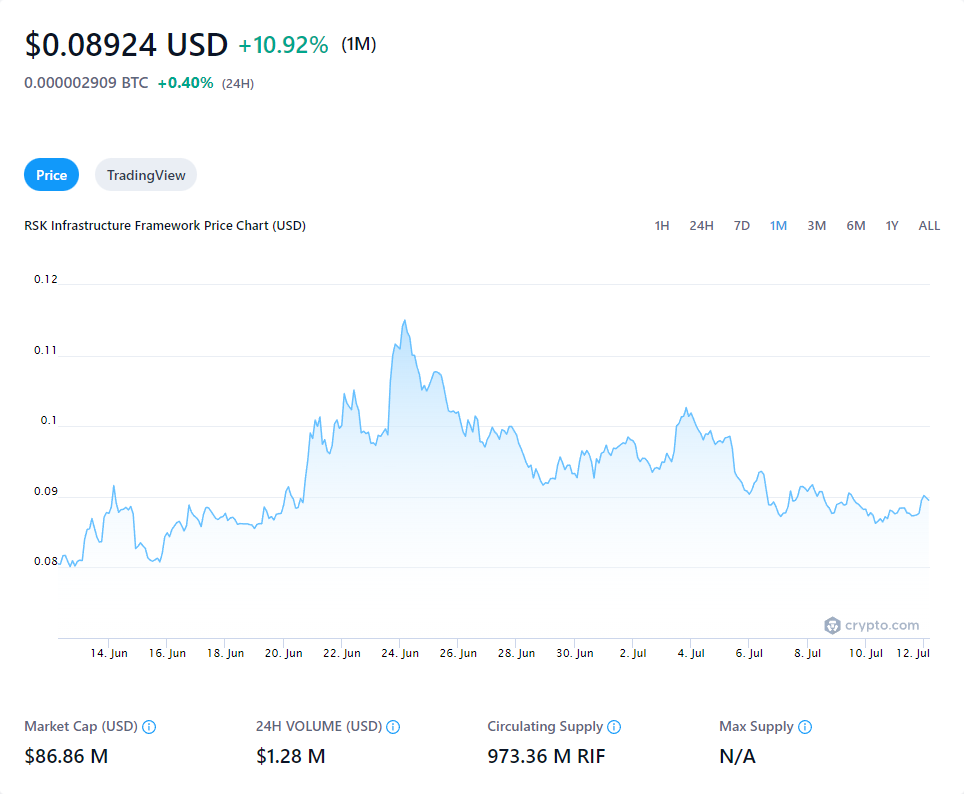 $0.08924 USD +10.92% (1M)
0.000002909 BTC +0.40% (24H)
Price TradingView
RSK Infrastructure Framework Price Chart (USD) 1H 24H 7D 1M 3M 6M 1Y ALL
0.12
0.11
0.1
0.09
0.08
crypto.com
14. Jun 16. Jun 18. Jun 20. Jun 22. Jun 24. Jun 26. Jun 28. Jun 30. Jun 2. Jul 4. Jul 6. Jul 8. Jul 10. Jul 12. Jul
Market Cap (USD) 24H VOLUME (USD) Circulating Supply Max Supply
$86.86 M $1.28 M 973.36 M RIF N/A